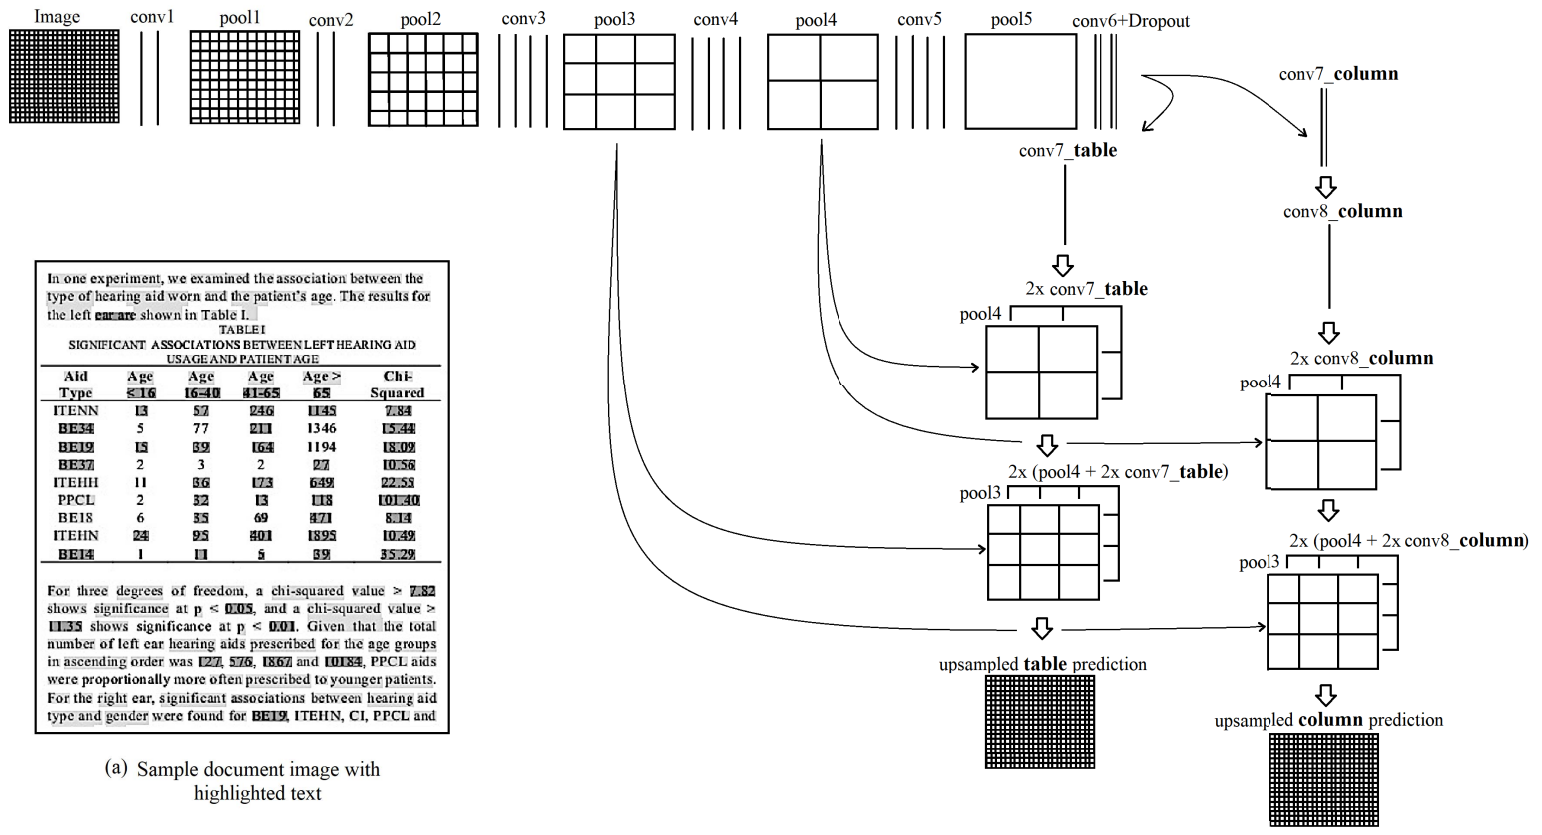 Image conv1 pool1 conv2 pool2 conv3 pool3 conv4 pool4 conv5 pool5 conv6+Dropout
conv7_column
conv7_table
conv8_column
2x conv7_table
pool4
2x conv8_column
pool4
2x (pool4 + 2x conv7_table)
pool3
2x (pool4 + 2x conv8_column)
pool3
upsampled table prediction
upsampled column prediction
In one experiment, we examined the association between the
type of hearing aid worn and the patient's age. The results for
the left ear are shown in Table I.
TABLE I
SIGNIFICANT ASSOCIATIONS BETWEEN LEFT HEARING AID
USAGE AND PATIENT AGE
Aid Age Age Age Age > Chi-
Type < 16 16-40 41-65 65 Squared
ITENN 13 57 246 1145 7.84
BE34 5 77 211 1346 15.44
BE19 15 39 164 1194 18.09
BE37 2 3 2 27 10.56
ITEHH 11 36 173 649 22.55
PPCL 2 32 13 118 101.40
BE18 6 35 69 471 8.14
ITEHN 24 95 401 1895 10.49
BE14 1 11 5 39 35.29
For three degrees of freedom, a chi-squared value > 7.82
shows significance at p < 0.05, and a chi-squared value >
11.35 shows significance at p < 0.01. Given that the total
number of left ear hearing aids prescribed for the age groups
in ascending order was 127, 576, 1867 and 10184, PPCL aids
were proportionally more often prescribed to younger patients.
For the right ear, significant associations between hearing aid
type and gender were found for BE19, ITEHN, CI, PPCL and
(a) Sample document image with
highlighted text